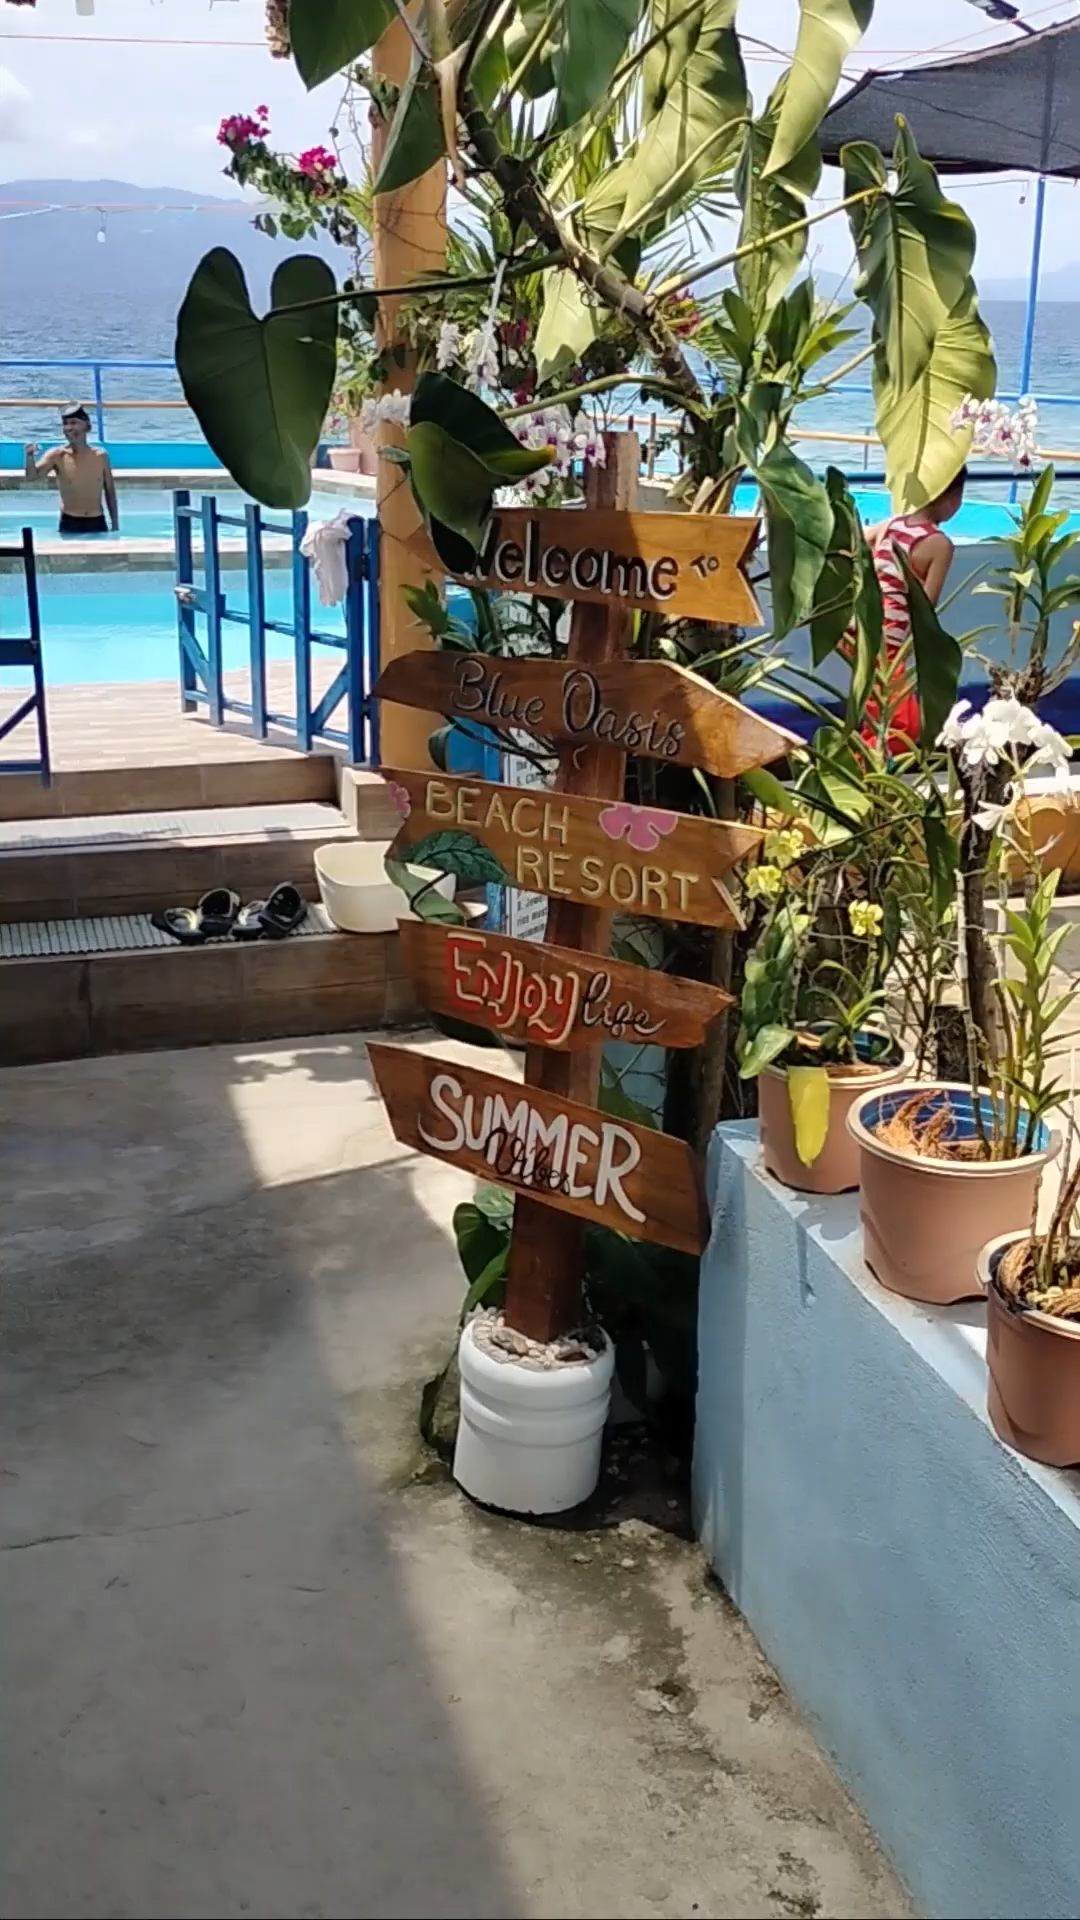 Welcome TO
Blue Oasis
BEACH
RESORT
ENJOY life
SUMMER
Vibes